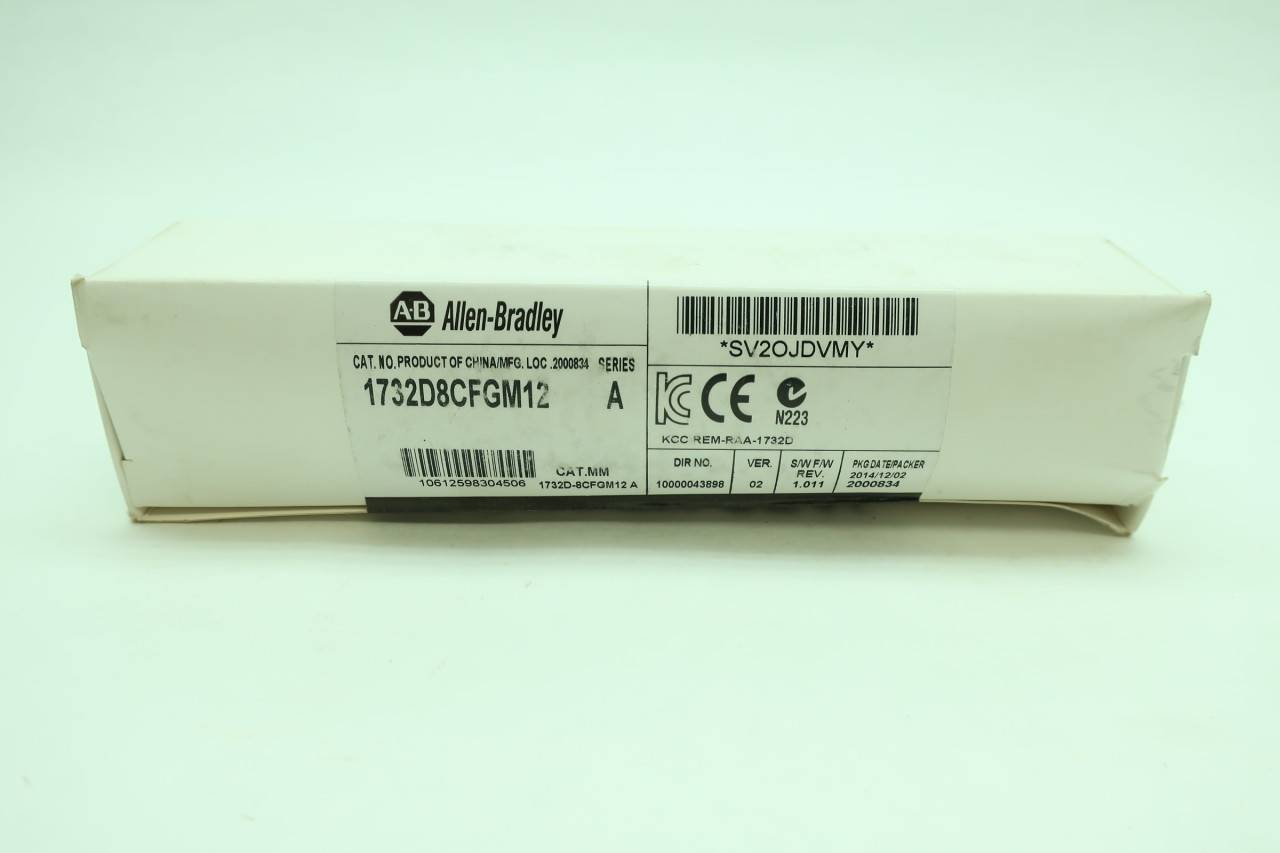 A-B Allen-Bradley
CAT. NO. PRODUCT OF CHINA/MFG. LOC .2000834 SERIES
1732D8CFGM12 A
10612598304506
CAT.MM
1732D-8CFGM12 A
*SV2OJDVMY*
KC CE N223
KCC REM-RAA-1732D
DIR NO. VER. S/W F/W REV. PKG DATE/PACKER
10000043898 02 1.011 2014/12/02
2000834